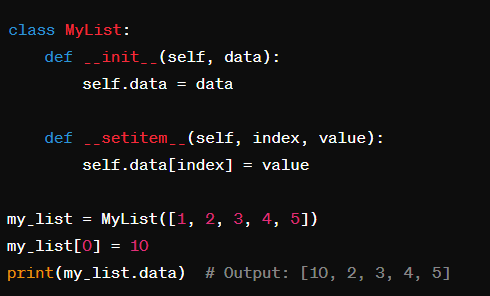 class MyList:
    def __init__(self, data):
        self.data = data

    def __setitem__(self, index, value):
        self.data[index] = value

my_list = MyList([1, 2, 3, 4, 5])
my_list[0] = 10
print(my_list.data)  # Output: [10, 2, 3, 4, 5]